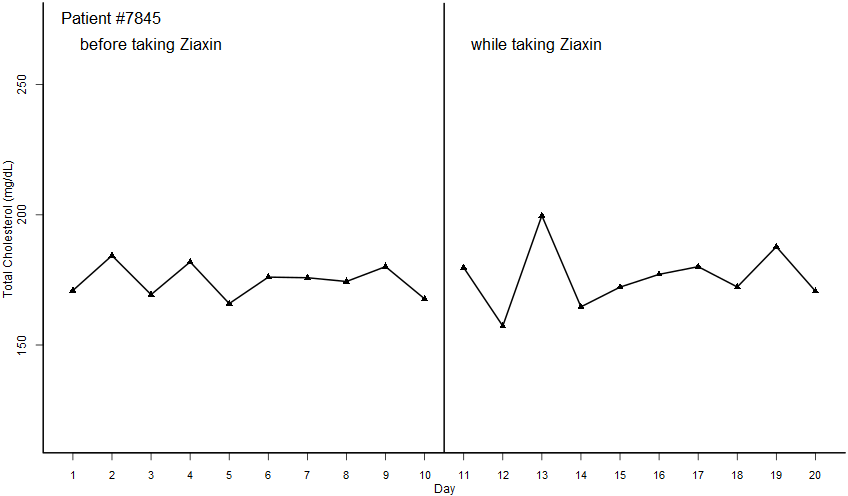 Patient #7845
before taking Ziaxin
while taking Ziaxin
Total Cholesterol (mg/dL)
250
200
150
1 2 3 4 5 6 7 8 9 10 11 12 13 14 15 16 17 18 19 20
Day